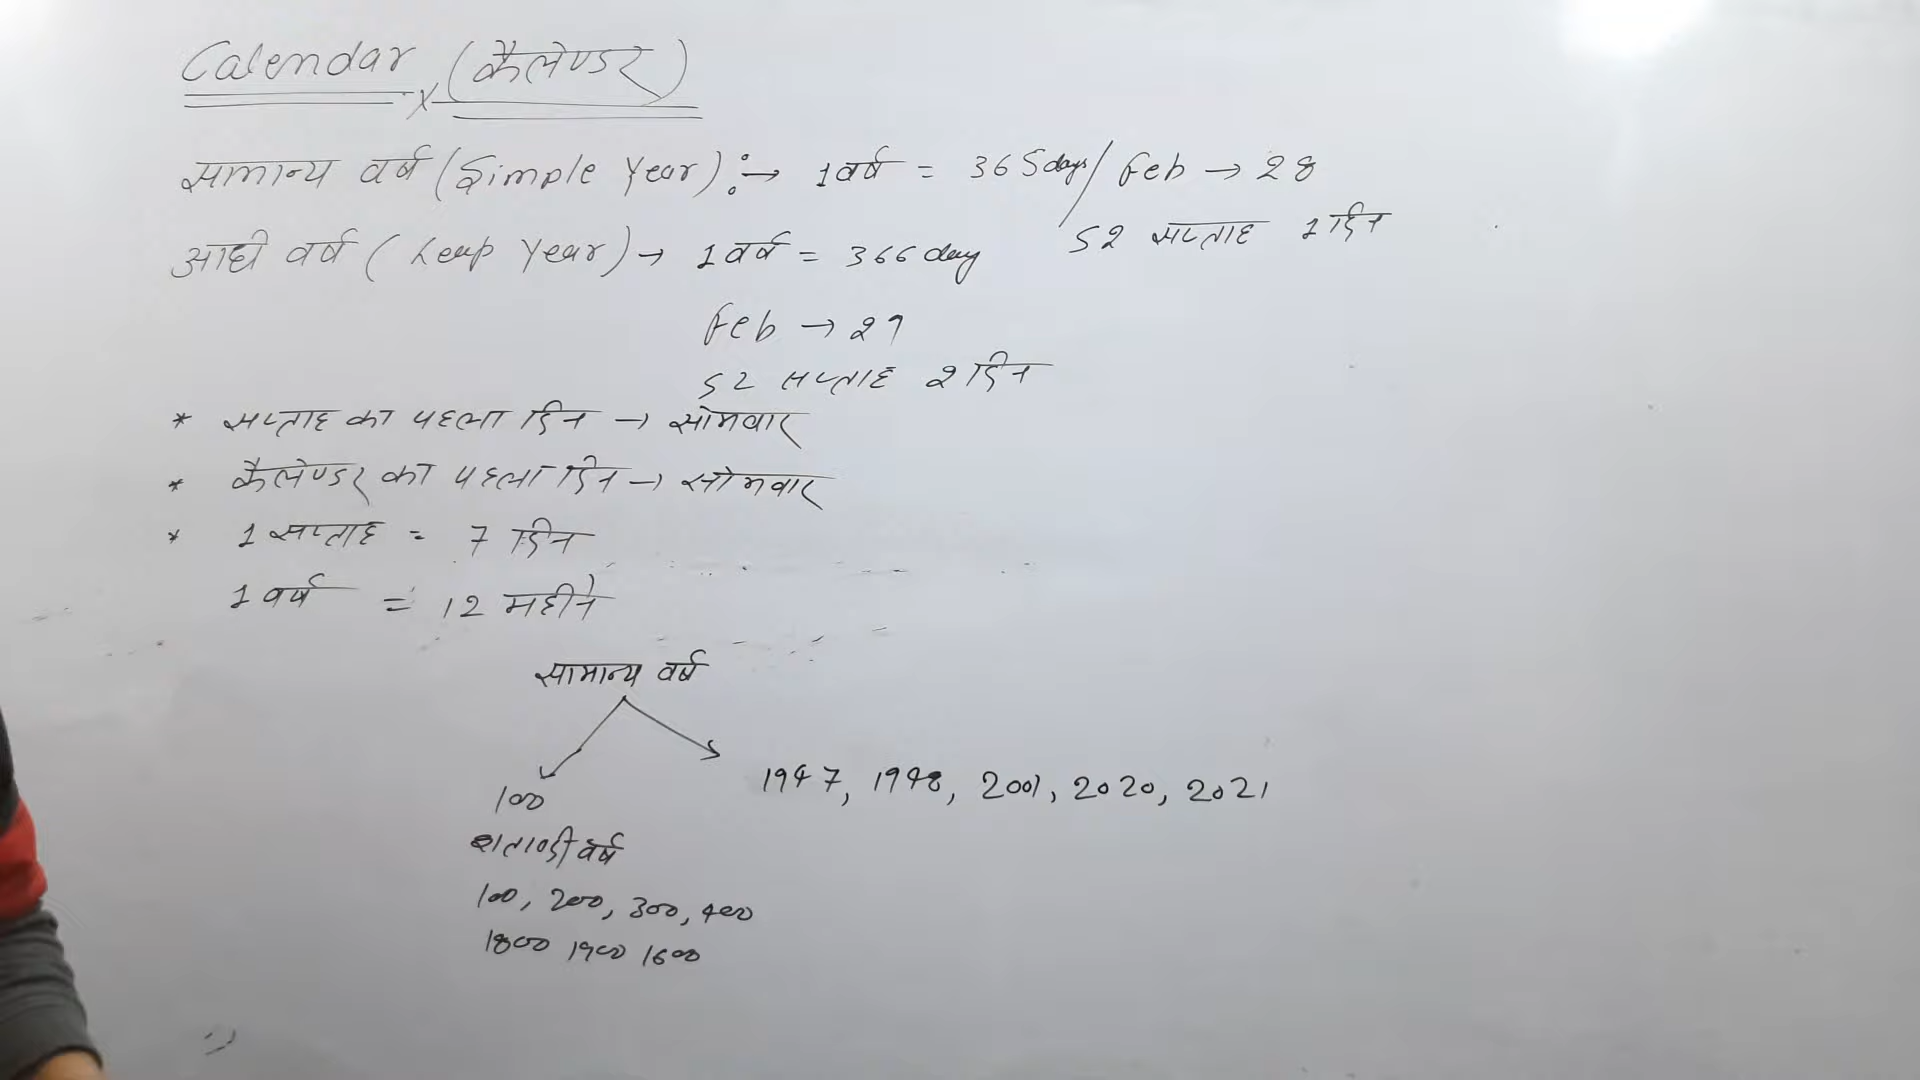 Calendar (कैलेण्डर)
सामान्य वर्ष (Simple Year) :→ 1 वर्ष = 365 days / Feb → 28
52 सप्ताह 1 दिन
आधी वर्ष (Leap Year) → 1 वर्ष = 366 day
Feb → 29
52 सप्ताह 2 दिन
* सप्ताह का पहला दिन → सोमवार
* कैलेण्डर का पहला दिन → सोमवार
* 1 सप्ताह = 7 दिन
1 वर्ष = 12 महीने
सामान्य वर्ष
1947, 1948, 2001, 2020, 2021
100
शताब्दी वर्ष
100, 200, 300, 400
1800 1900 1600